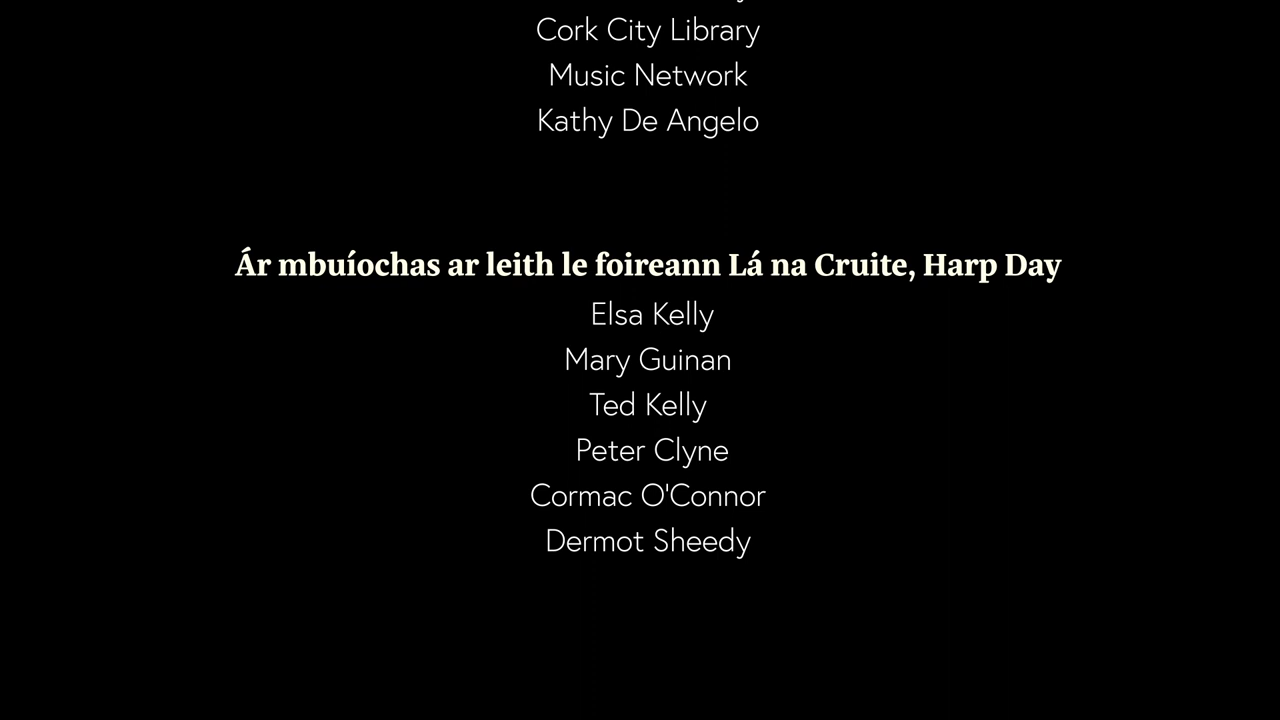 Cork City Library
Music Network
Kathy De Angelo
Ár mbuíochas ar leith le foireann Lá na Cruite, Harp Day
Elsa Kelly
Mary Guinan
Ted Kelly
Peter Clyne
Cormac O'Connor
Dermot Sheedy